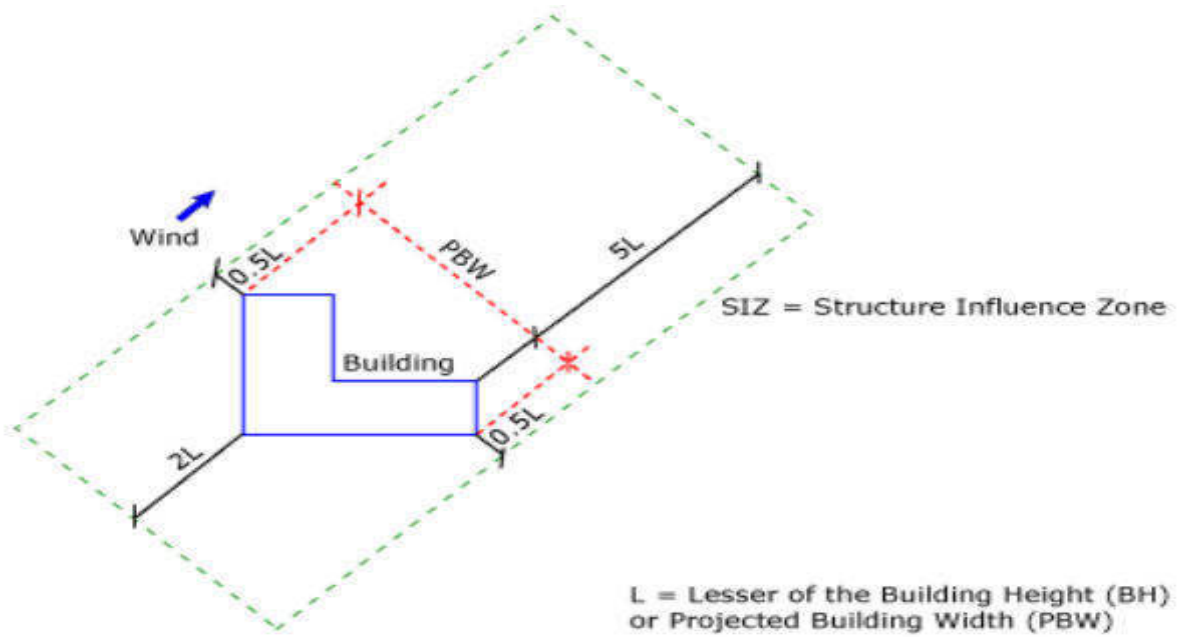 Wind
0.5L
PBW
5L
SIZ = Structure Influence Zone
Building
0.5L
2L
L = Lesser of the Building Height (BH)
or Projected Building Width (PBW)